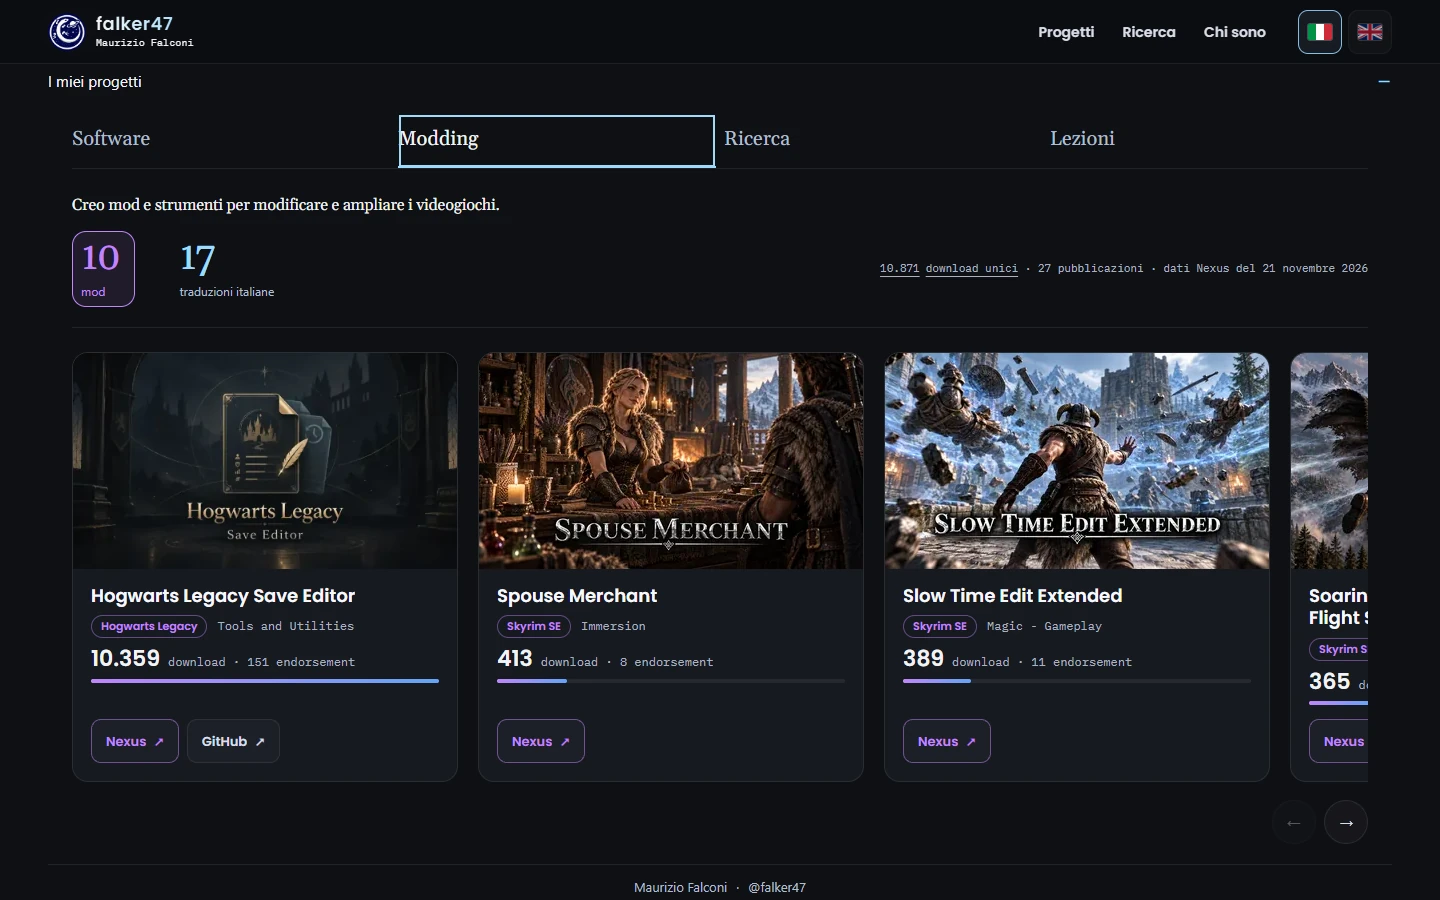 falker47
Maurizio Falconi
Progetti
Ricerca
Chi sono
I miei progetti
Software
Modding
Ricerca
Lezioni
Creo mod e strumenti per modificare e ampliare i videogiochi.
10
mod
17
traduzioni italiane
10.871 download unici · 27 pubblicazioni · dati Nexus del 21 novembre 2026
Hogwarts Legacy
Save Editor
Hogwarts Legacy Save Editor
Hogwarts Legacy Tools and Utilities
10.359 download · 151 endorsement
Nexus ↗
GitHub ↗
SPOUSE MERCHANT
Spouse Merchant
Skyrim SE Immersion
413 download · 8 endorsement
Nexus ↗
SLOW TIME EDIT EXTENDED
Slow Time Edit Extended
Skyrim SE Magic - Gameplay
389 download · 11 endorsement
Nexus ↗
Soarin
Flight S
Skyrim S
365 d
Nexus
← →
Maurizio Falconi · @falker47